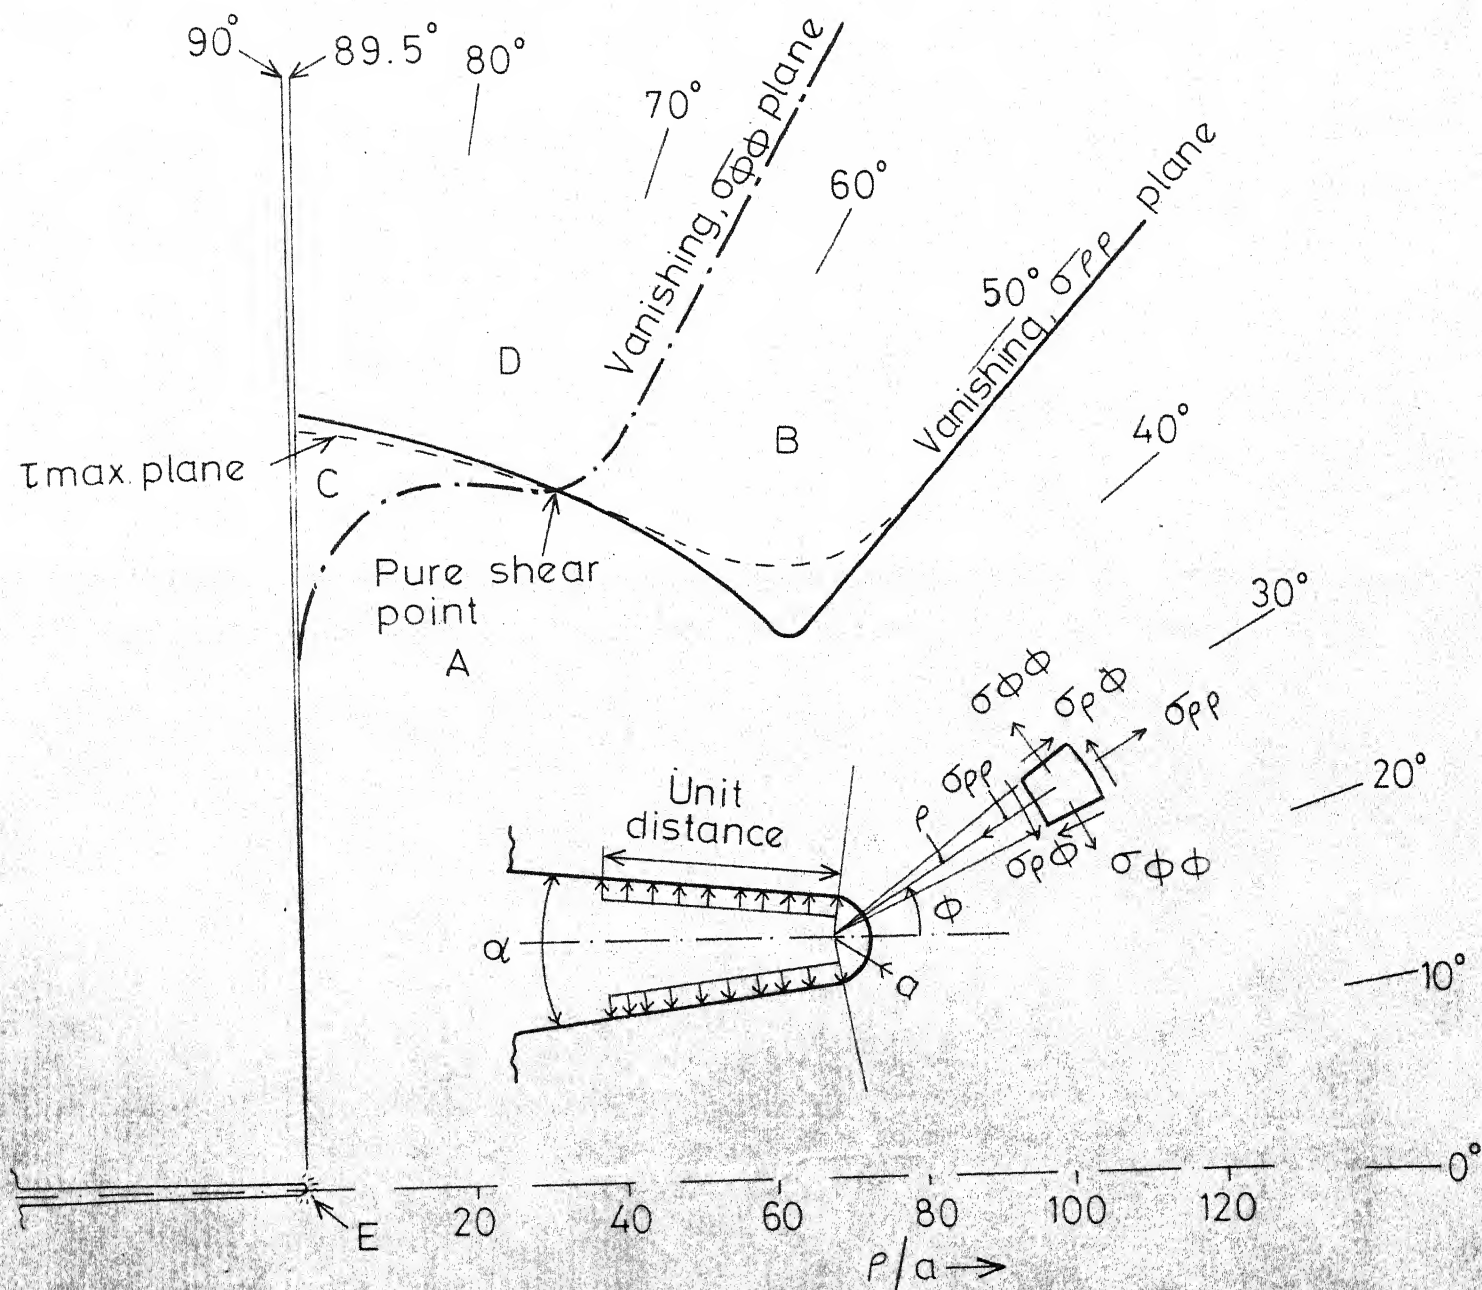 90°
89.5°
80°
70°
60°
50°
40°
30°
20°
10°
0°
Vanishing, σφφ plane
Vanishing, σρρ plane
D
B
τmax. plane
C
Pure shear
point
A
σφφ
σρφ
σρρ
σρρ
ρ
σρφ
σφφ
φ
Unit
distance
α
a
E
20
40
60
80
100
120
ρ/a →